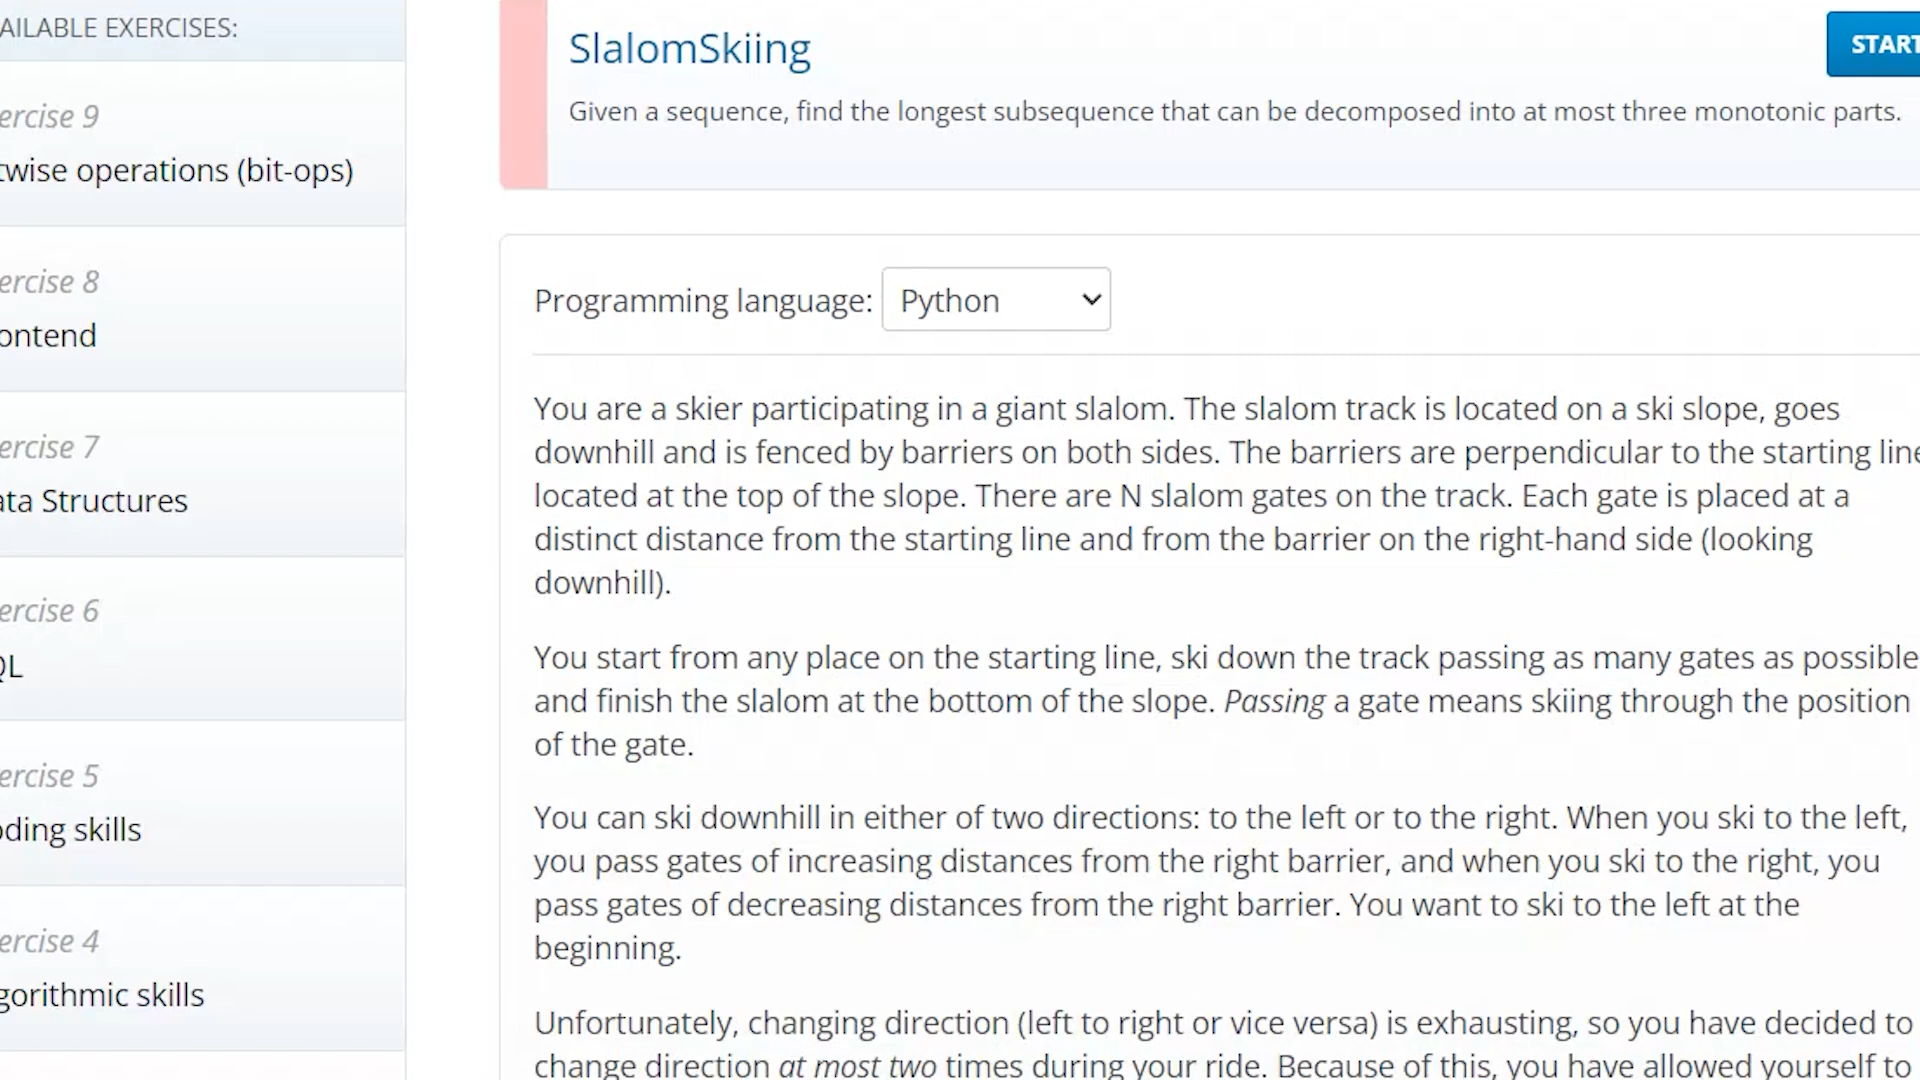 AILABLE EXERCISES:
ercise 9
twise operations (bit-ops)
ercise 8
ontend
ercise 7
ata Structures
ercise 6
QL
ercise 5
oding skills
ercise 4
gorithmic skills
SlalomSkiing
START
Given a sequence, find the longest subsequence that can be decomposed into at most three monotonic parts.
Programming language: Python
You are a skier participating in a giant slalom. The slalom track is located on a ski slope, goes
downhill and is fenced by barriers on both sides. The barriers are perpendicular to the starting line
located at the top of the slope. There are N slalom gates on the track. Each gate is placed at a
distinct distance from the starting line and from the barrier on the right-hand side (looking
downhill).
You start from any place on the starting line, ski down the track passing as many gates as possible
and finish the slalom at the bottom of the slope. Passing a gate means skiing through the position
of the gate.
You can ski downhill in either of two directions: to the left or to the right. When you ski to the left,
you pass gates of increasing distances from the right barrier, and when you ski to the right, you
pass gates of decreasing distances from the right barrier. You want to ski to the left at the
beginning.
Unfortunately, changing direction (left to right or vice versa) is exhausting, so you have decided to
change direction at most two times during your ride. Because of this, you have allowed yourself to